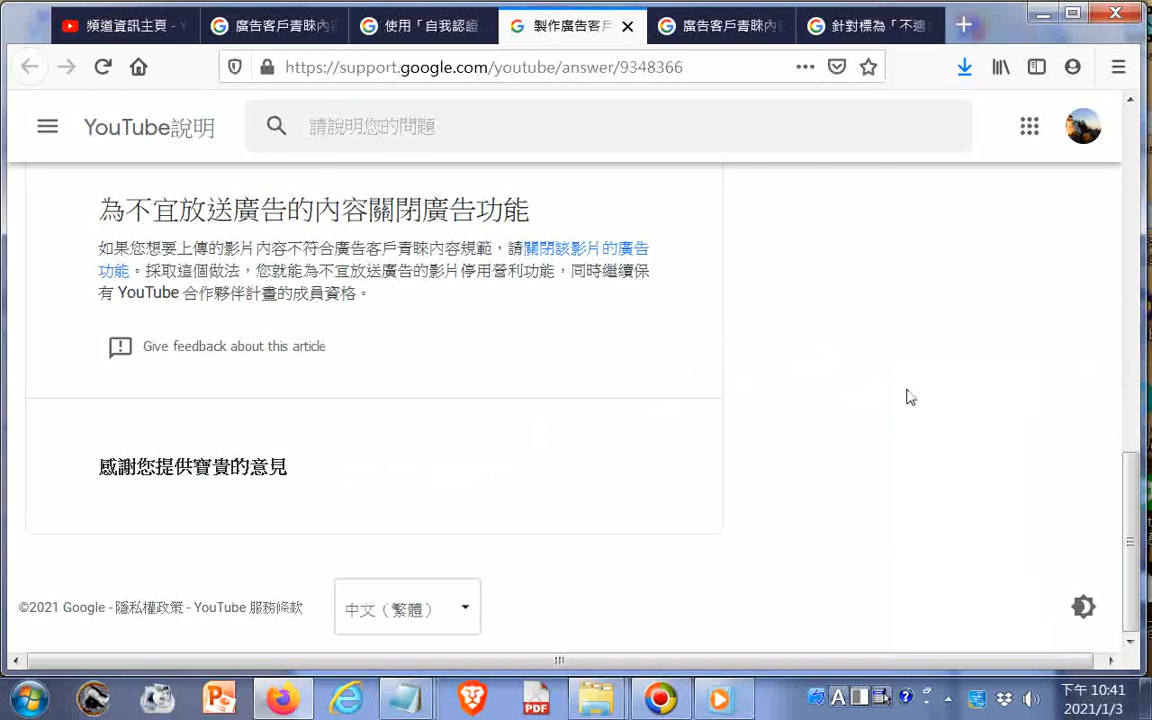 頻道資訊主頁 - Y
廣告客戶青睞內容
使用「自我認證
製作廣告客戶
廣告客戶青睞內容
針對標為「不適
https://support.google.com/youtube/answer/9348366
YouTube說明
請說明您的問題
為不宜放送廣告的內容關閉廣告功能
如果您想要上傳的影片內容不符合廣告客戶青睞內容規範，請關閉該影片的廣告
功能。採取這個做法，您就能為不宜放送廣告的影片停用營利功能，同時繼續保
有 YouTube 合作夥伴計畫的成員資格。
Give feedback about this article
感謝您提供寶貴的意見
©2021 Google - 隱私權政策 - YouTube 服務條款
中文（繁體）
PDF
A
下午 10:41
2021/1/3